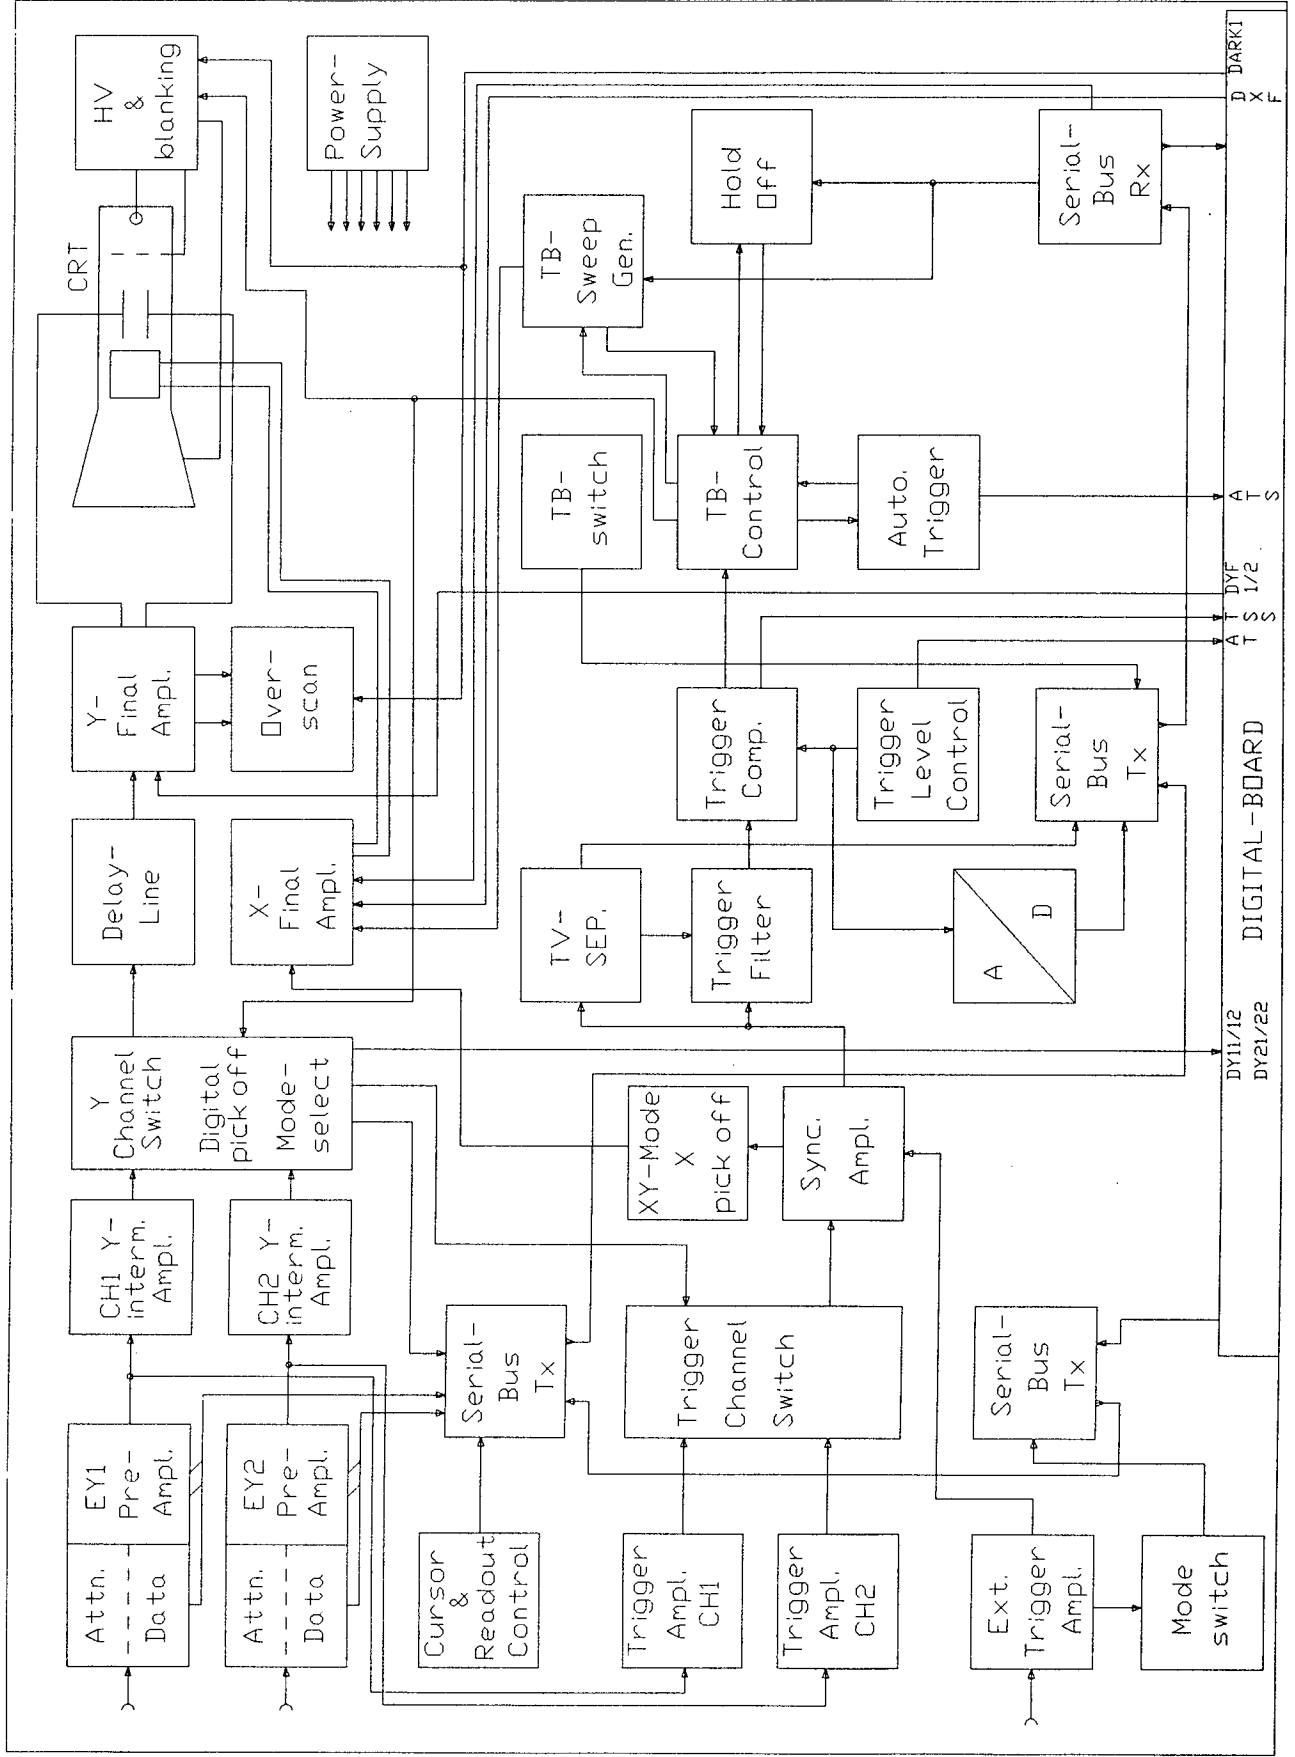 Attn.
Data
EY1
Pre-
Ampl.
CH1 Y-
interm.
Ampl.
Y
Channel
Switch
Digital
pick off
Mode-
select
Delay-
Line
Y-
Final
Ampl.
CRT
HV
&
blanking
Attn.
Data
EY2
Pre-
Ampl.
CH2 Y-
interm.
Ampl.
X-
Final
Ampl.
Over-
scan
Power-
Supply
Cursor
&
Readout
Control
Serial-
Bus
Tx
TV-
SEP.
TB-
switch
TB-
Sweep
Gen.
Trigger
Ampl.
CH1
Trigger
Ampl.
CH2
Trigger
Channel
Switch
XY-Mode
X
pick off
Sync.
Ampl.
Trigger
Filter
Trigger
Comp.
TB-
Control
Hold
Off
Trigger
Level
Control
Auto.
Trigger
A
D
Ext.
Trigger
Ampl.
Mode
switch
Serial-
Bus
Tx
Serial-
Bus
Tx
Serial-
Bus
Rx
DY11/12
DY21/22
DIGITAL-BOARD
ATS
TSS
DYF
1/2
ATS
DXF
DARK1